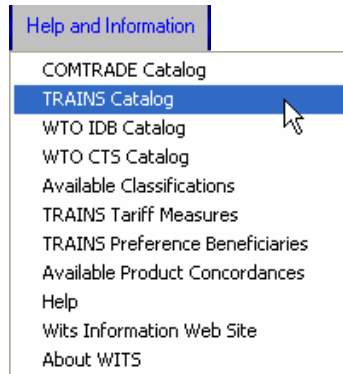 Help and Information
COMTRADE Catalog
TRAINS Catalog
WTO IDB Catalog
WTO CTS Catalog
Available Classifications
TRAINS Tariff Measures
TRAINS Preference Beneficiaries
Available Product Concordances
Help
Wits Information Web Site
About WITS